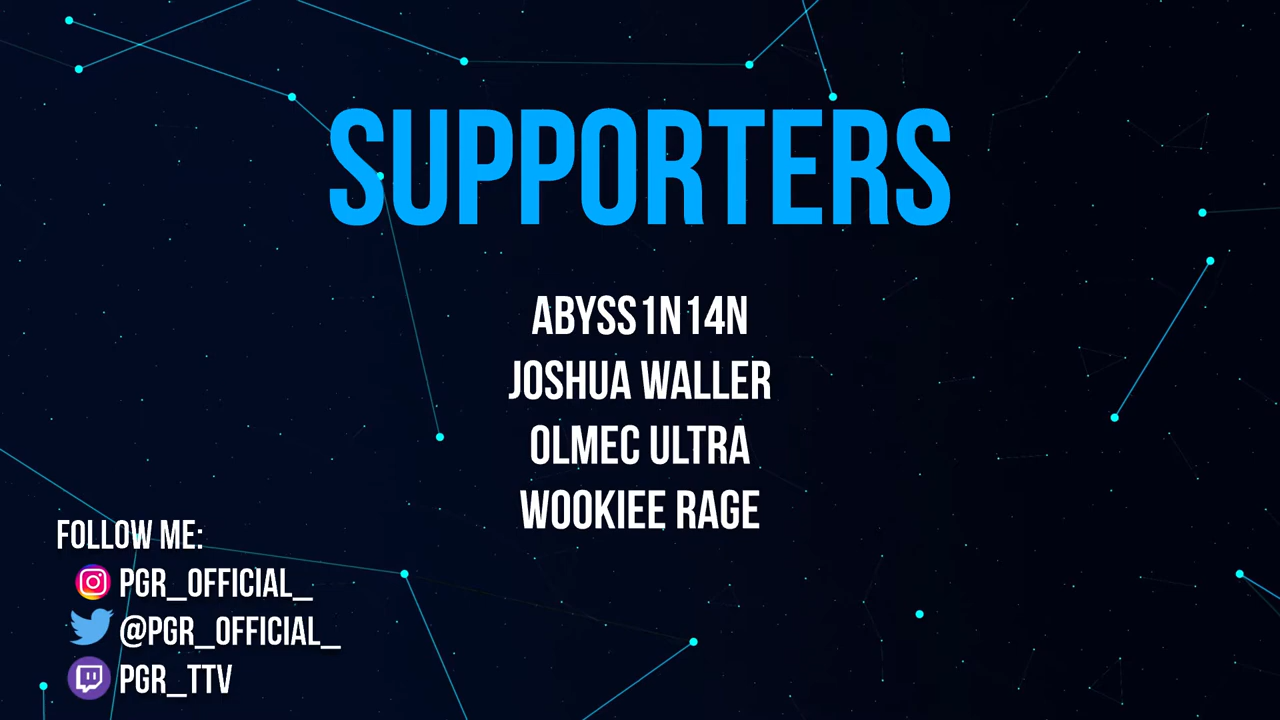 SUPPORTERS
ABYSS1N14N
JOSHUA WALLER
OLMEC ULTRA
WOOKIEE RAGE
FOLLOW ME:
PGR_OFFICIAL_
@PGR_OFFICIAL_
PGR_TTV